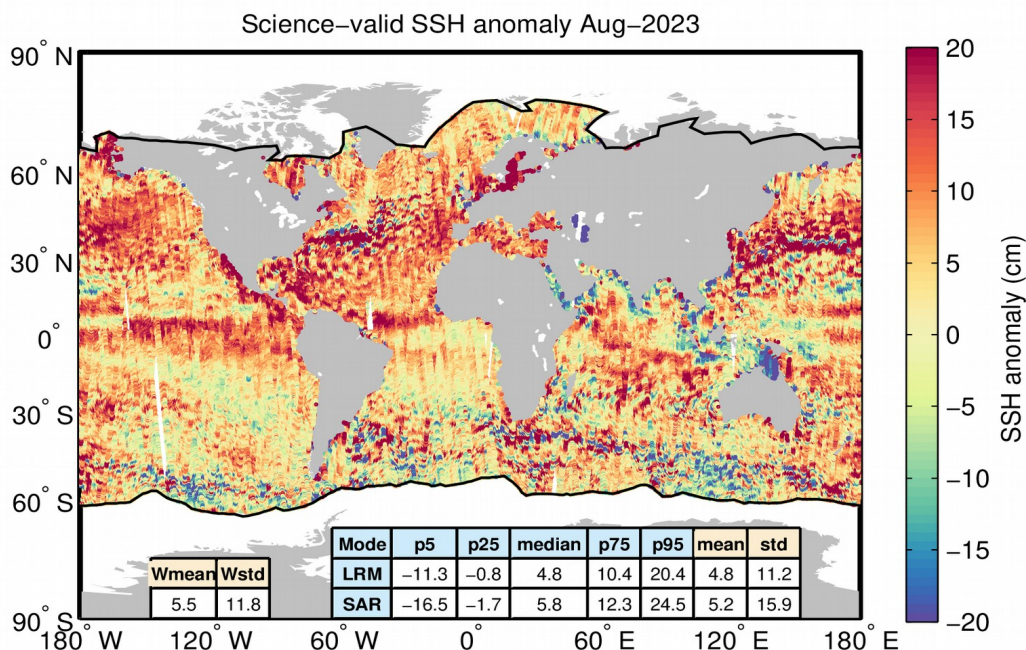 Science−valid SSH anomaly Aug−2023
90° N
60° N
30° N
0°
30° S
60° S
90° S
180° W
120° W
60° W
0°
60° E
120° E
180° E
Mode p5 p25 median p75 p95 mean std
LRM −11.3 −0.8 4.8 10.4 20.4 4.8 11.2
SAR −16.5 −1.7 5.8 12.3 24.5 5.2 15.9
Wmean Wstd
5.5 11.8
20
15
10
5
0
−5
−10
−15
−20
SSH anomaly (cm)